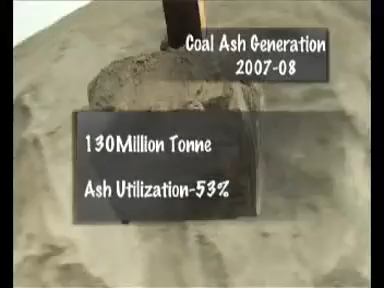 Coal Ash Generation
2007-08
130Million Tonne
Ash Utilization-53%